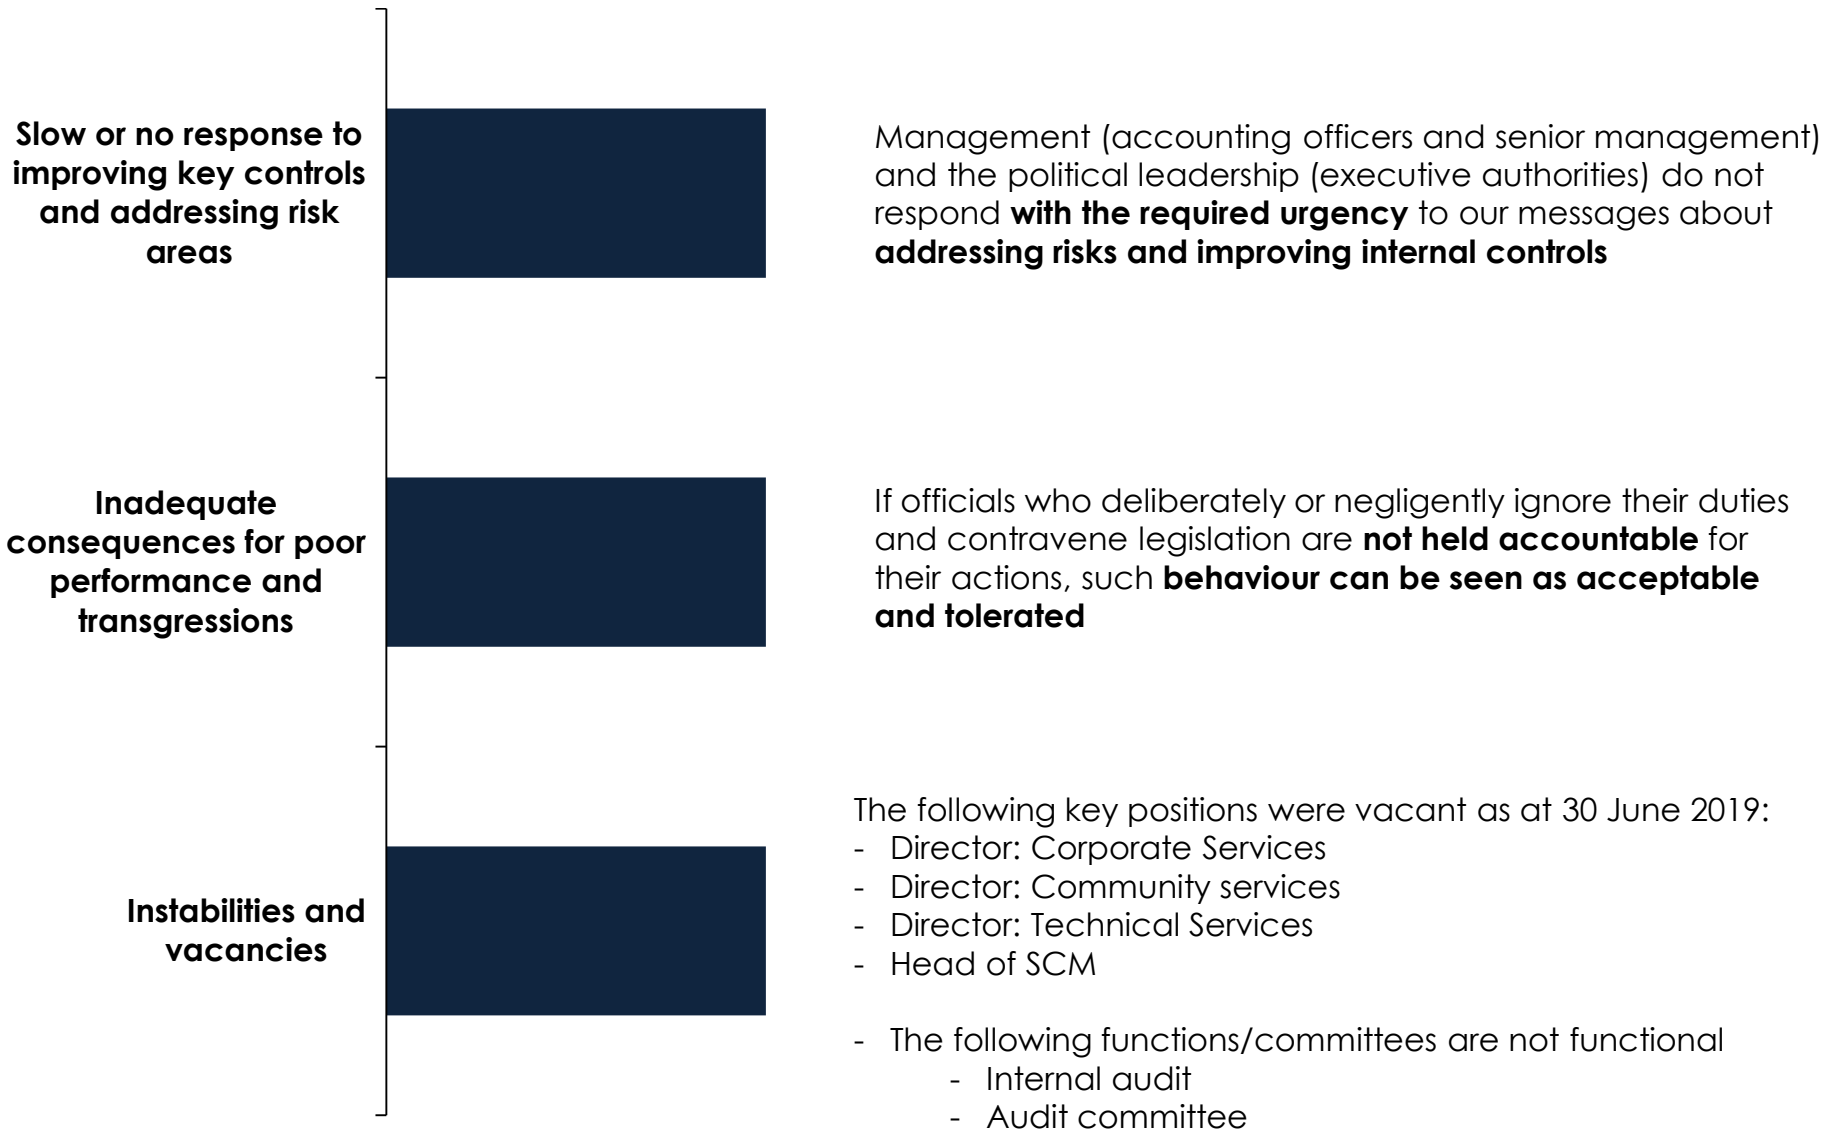 Slow or no response to
improving key controls
and addressing risk
areas
Management (accounting officers and senior management)
and the political leadership (executive authorities) do not
respond with the required urgency to our messages about
addressing risks and improving internal controls
Inadequate
consequences for poor
performance and
transgressions
If officials who deliberately or negligently ignore their duties
and contravene legislation are not held accountable for
their actions, such behaviour can be seen as acceptable
and tolerated
Instabilities and
vacancies
The following key positions were vacant as at 30 June 2019:
- Director: Corporate Services
- Director: Community services
- Director: Technical Services
- Head of SCM
- The following functions/committees are not functional
- Internal audit
- Audit committee